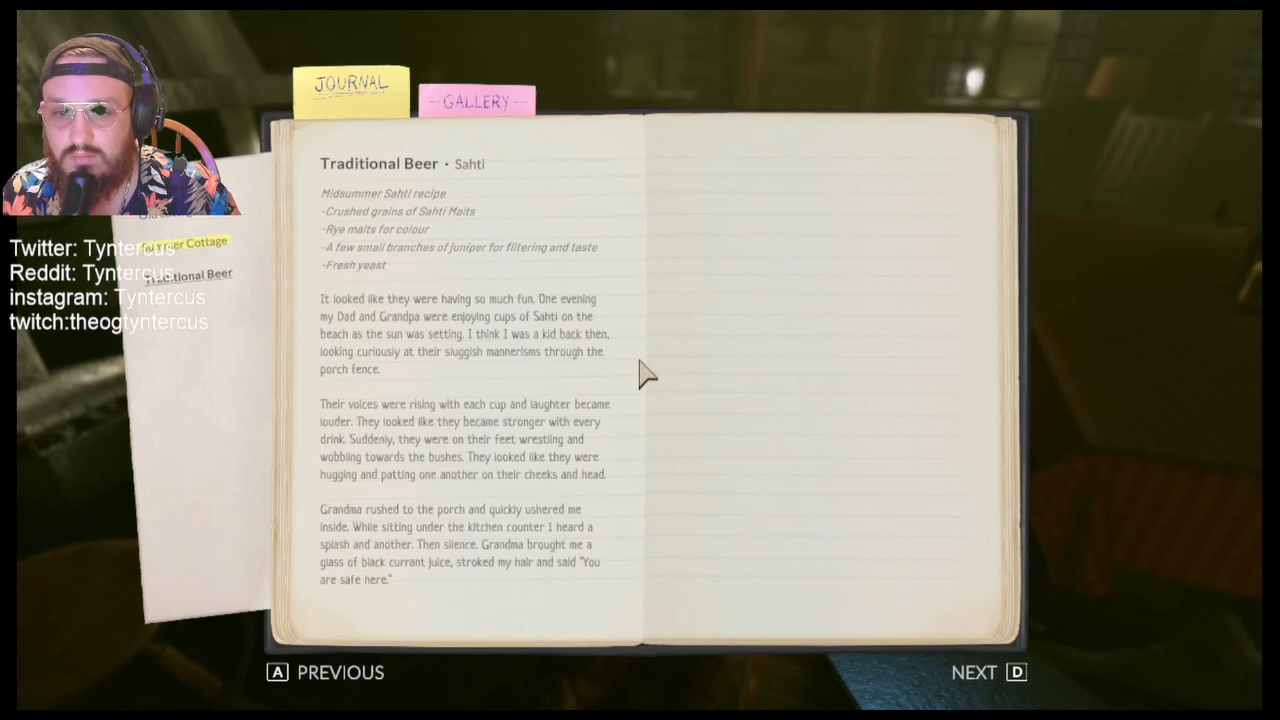 JOURNAL
-GALLERY-
Traditional Beer • Sahti
Midsummer Sahti recipe
-Crushed grains of Sahti Malts
-Rye malts for colour
-A few small branches of juniper for filtering and taste
-Fresh yeast
It looked like they were having so much fun. One evening
my Dad and Grandpa were enjoying cups of Sahti on the
beach as the sun was setting. I think I was a kid back then,
looking curiously at their sluggish mannerisms through the
porch fence.
Their voices were rising with each cup and laughter became
louder. They looked like they became stronger with every
drink. Suddenly, they were on their feet wrestling and
wobbling towards the bushes. They looked like they were
hugging and patting one another on their cheeks and head.
Grandma rushed to the porch and quickly ushered me
inside. While sitting under the kitchen counter I heard a
splash and another. Then silence. Grandma brought me a
glass of black currant juice, stroked my hair and said "You
are safe here."
Summer Cottage
Traditional Beer
Twitter: Tyntercus
Reddit: Tyntercus
instagram: Tyntercus
twitch:theogtyntercus
A PREVIOUS
NEXT D